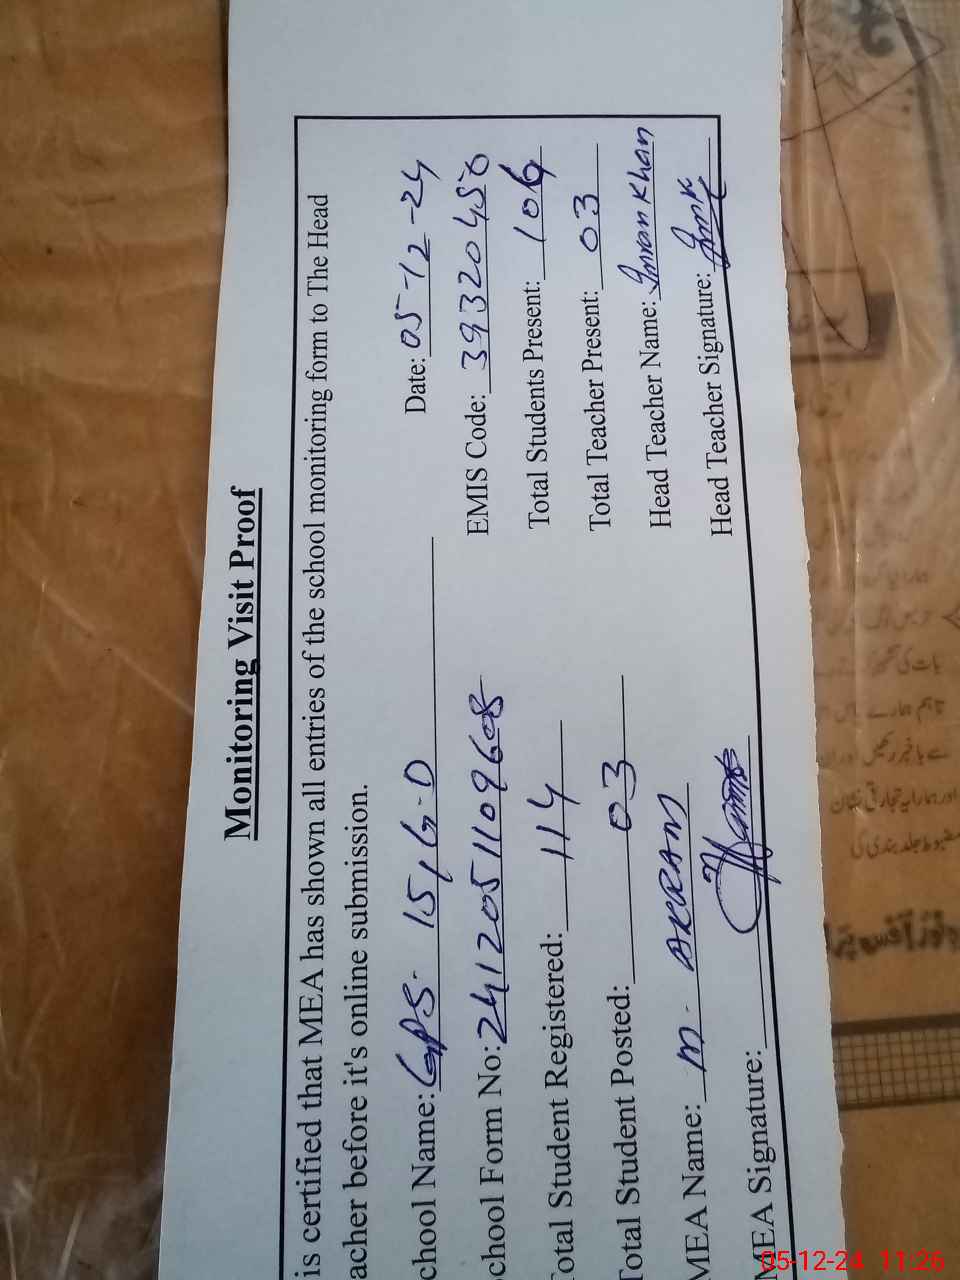 Monitoring Visit Proof
is certified that MEA has shown all entries of the school monitoring form to The Head
acher before it's online submission.
Date: 05-12-24
chool Name: GPS- 15/G.D
EMIS Code: 39320456
chool Form No: 2412051109608
Total Students Present: 106
Total Student Registered: 114
Total Teacher Present: 03
Total Student Posted: 03
Head Teacher Name: Imran Khan
MEA Name: M. AKRAM
Head Teacher Signature:
MEA Signature:
05-12-24 11:26